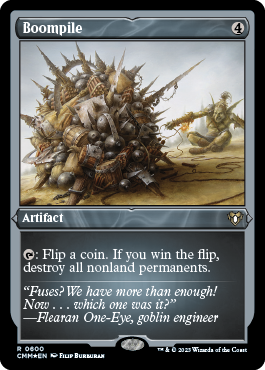 Boompile 4
Artifact
: Flip a coin. If you win the flip,
destroy all nonland permanents.
“Fuses? We have more than enough!
Now . . . which one was it?”
—Flearan One-Eye, goblin engineer
R 0600
CMM★EN Filip Burburan
™ & © 2023 Wizards of the Coast